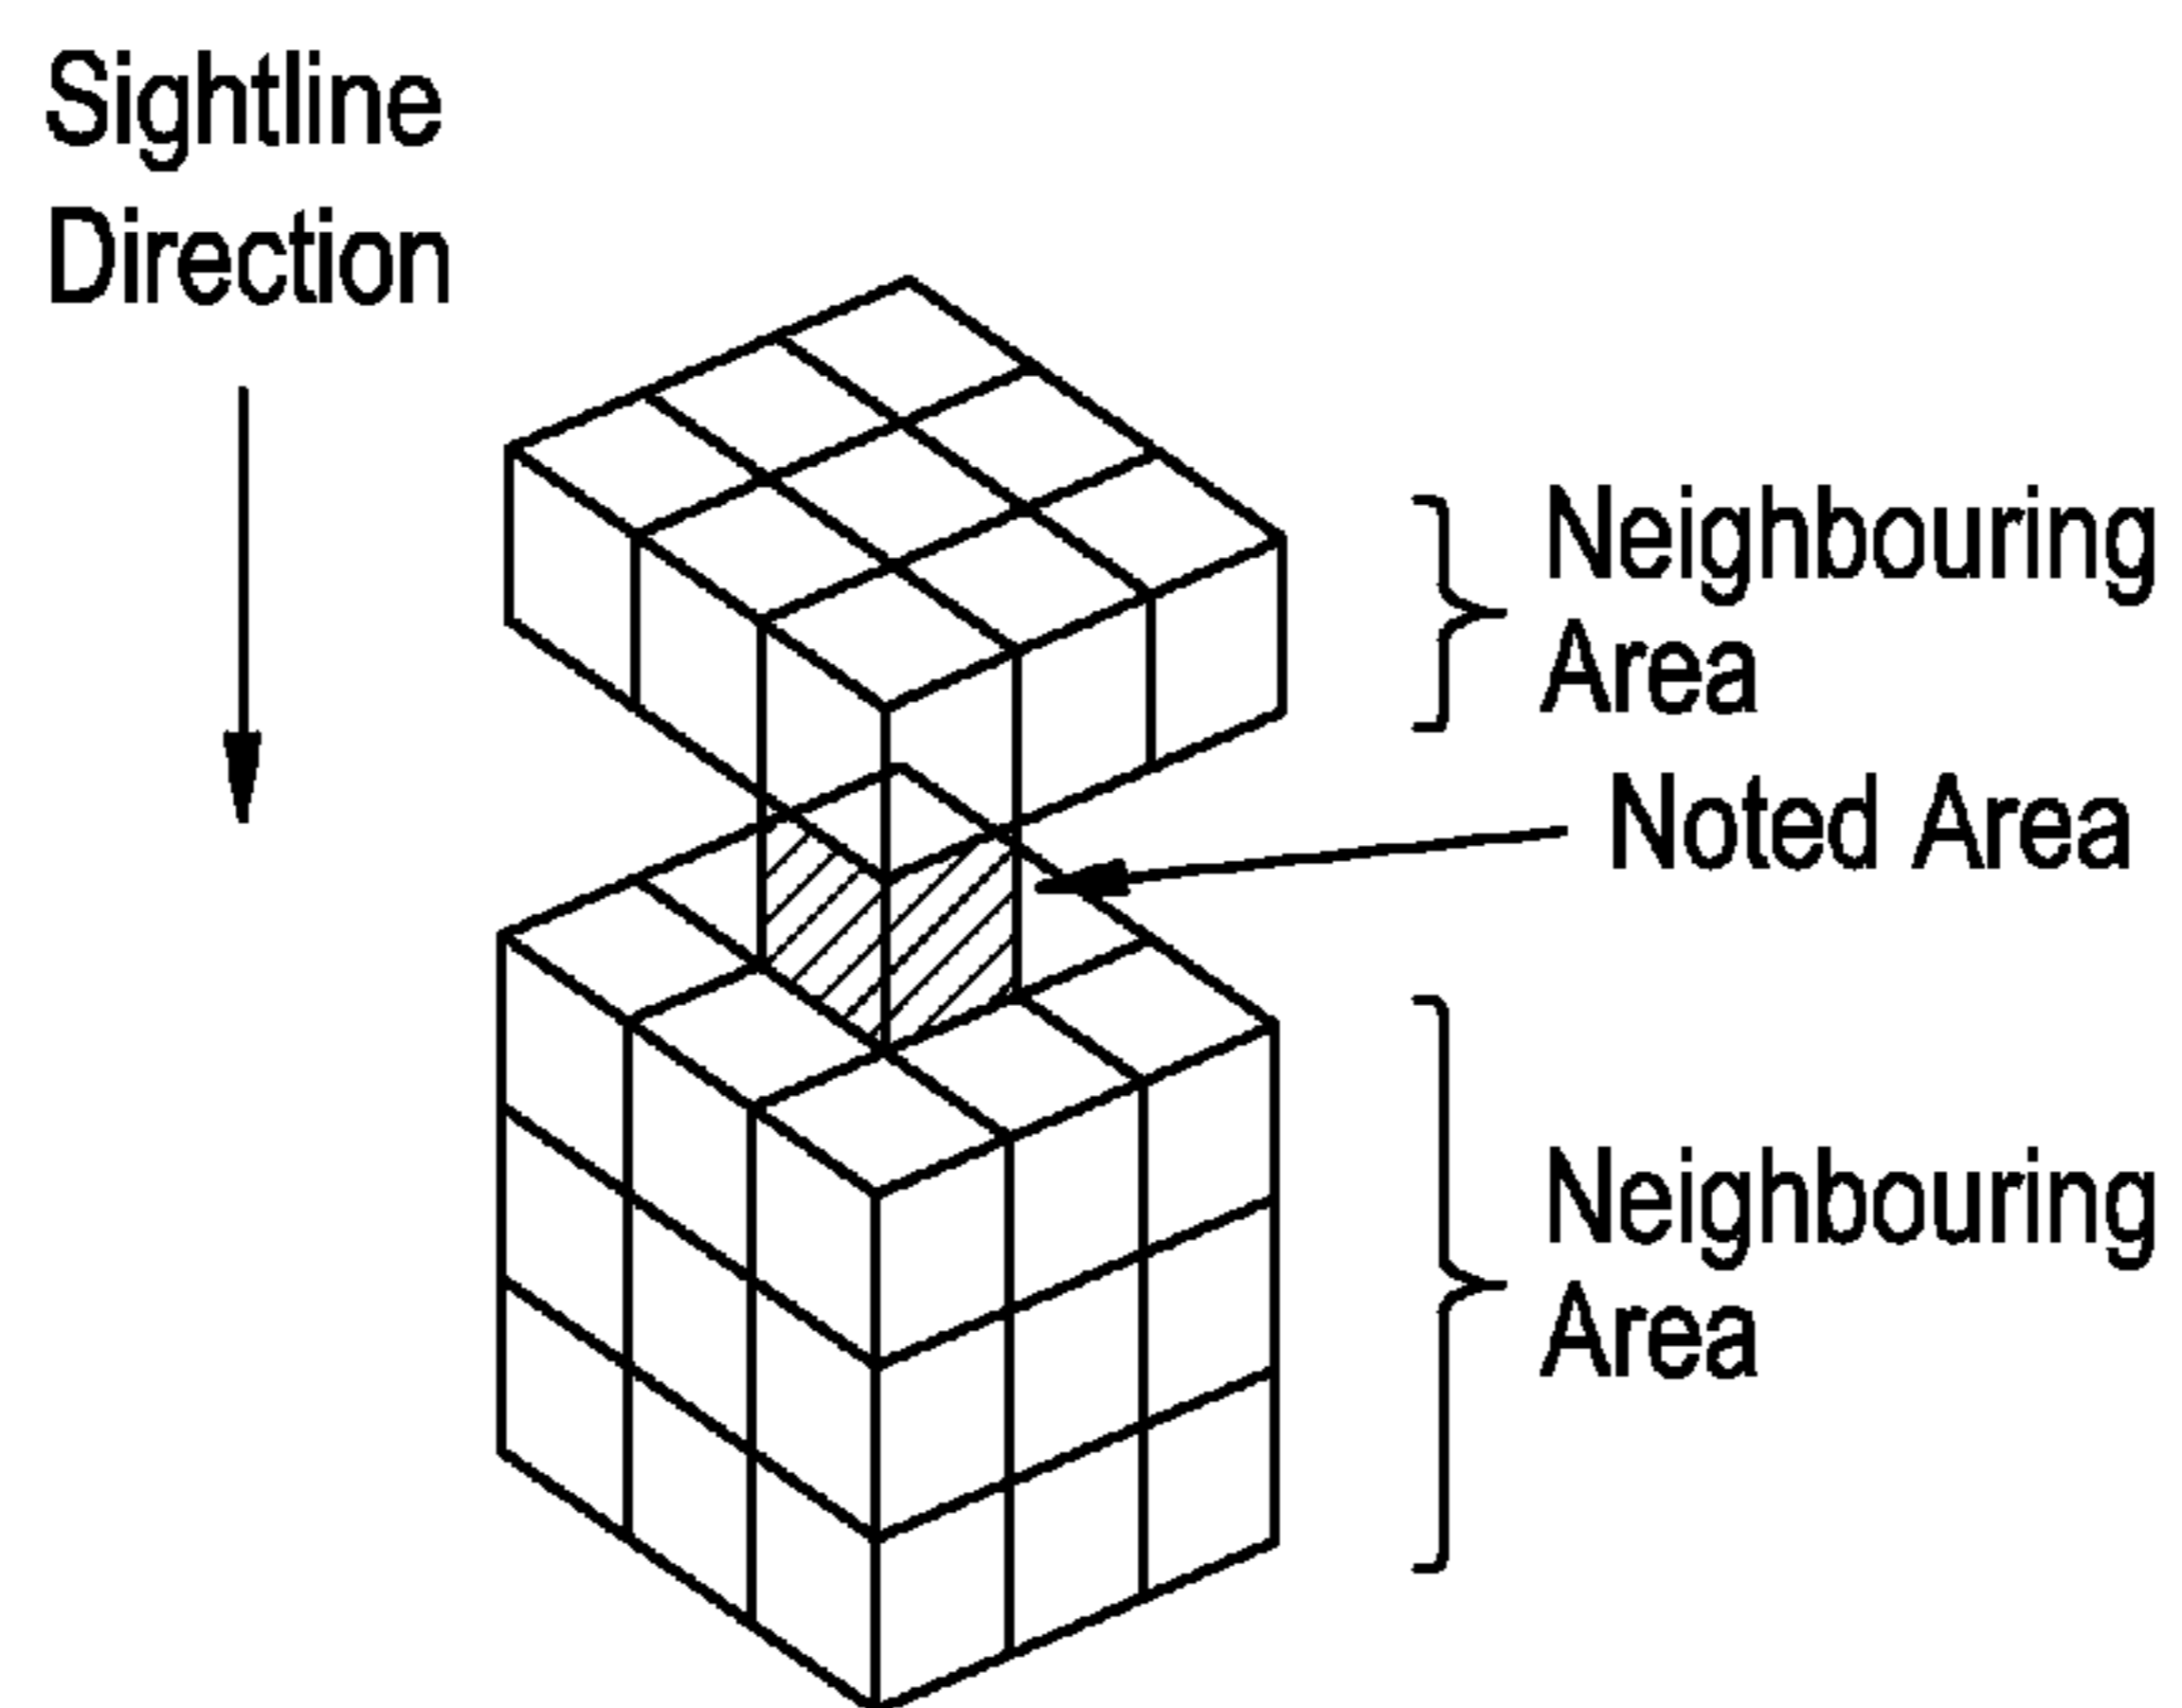 Sightline
Direction
Neighbouring
Area
Noted Area
Neighbouring
Area